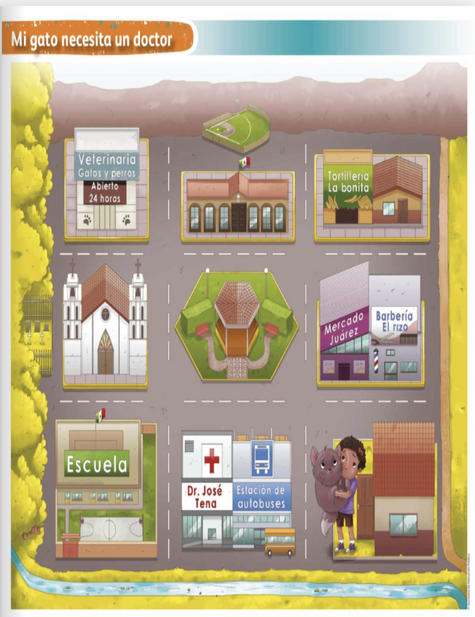 Mi gato necesita un doctor
Veterinaria
Gatos y perros
Abierto
24 horas
Tortillería
La bonita
Mercado
Juárez
Barbería
El rizo
Escuela
Dr. José
Tena
Estación de
autobuses